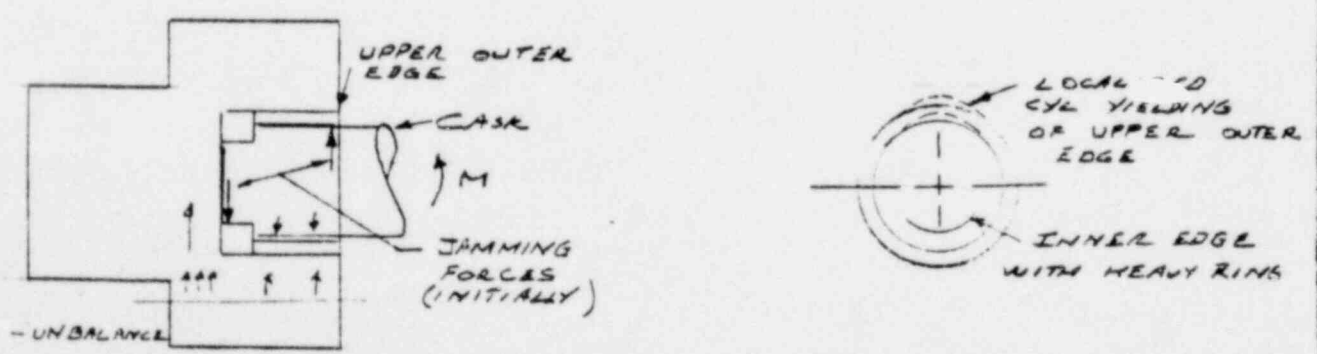 UPPER OUTER
EDGE
CASK
M
JAMMING
FORCES
(INITIALLY)
- UNBALANCE
LOCAL
CYL YIELDING
OF UPPER OUTER
EDGE
INNER EDGE
WITH HEAVY RING